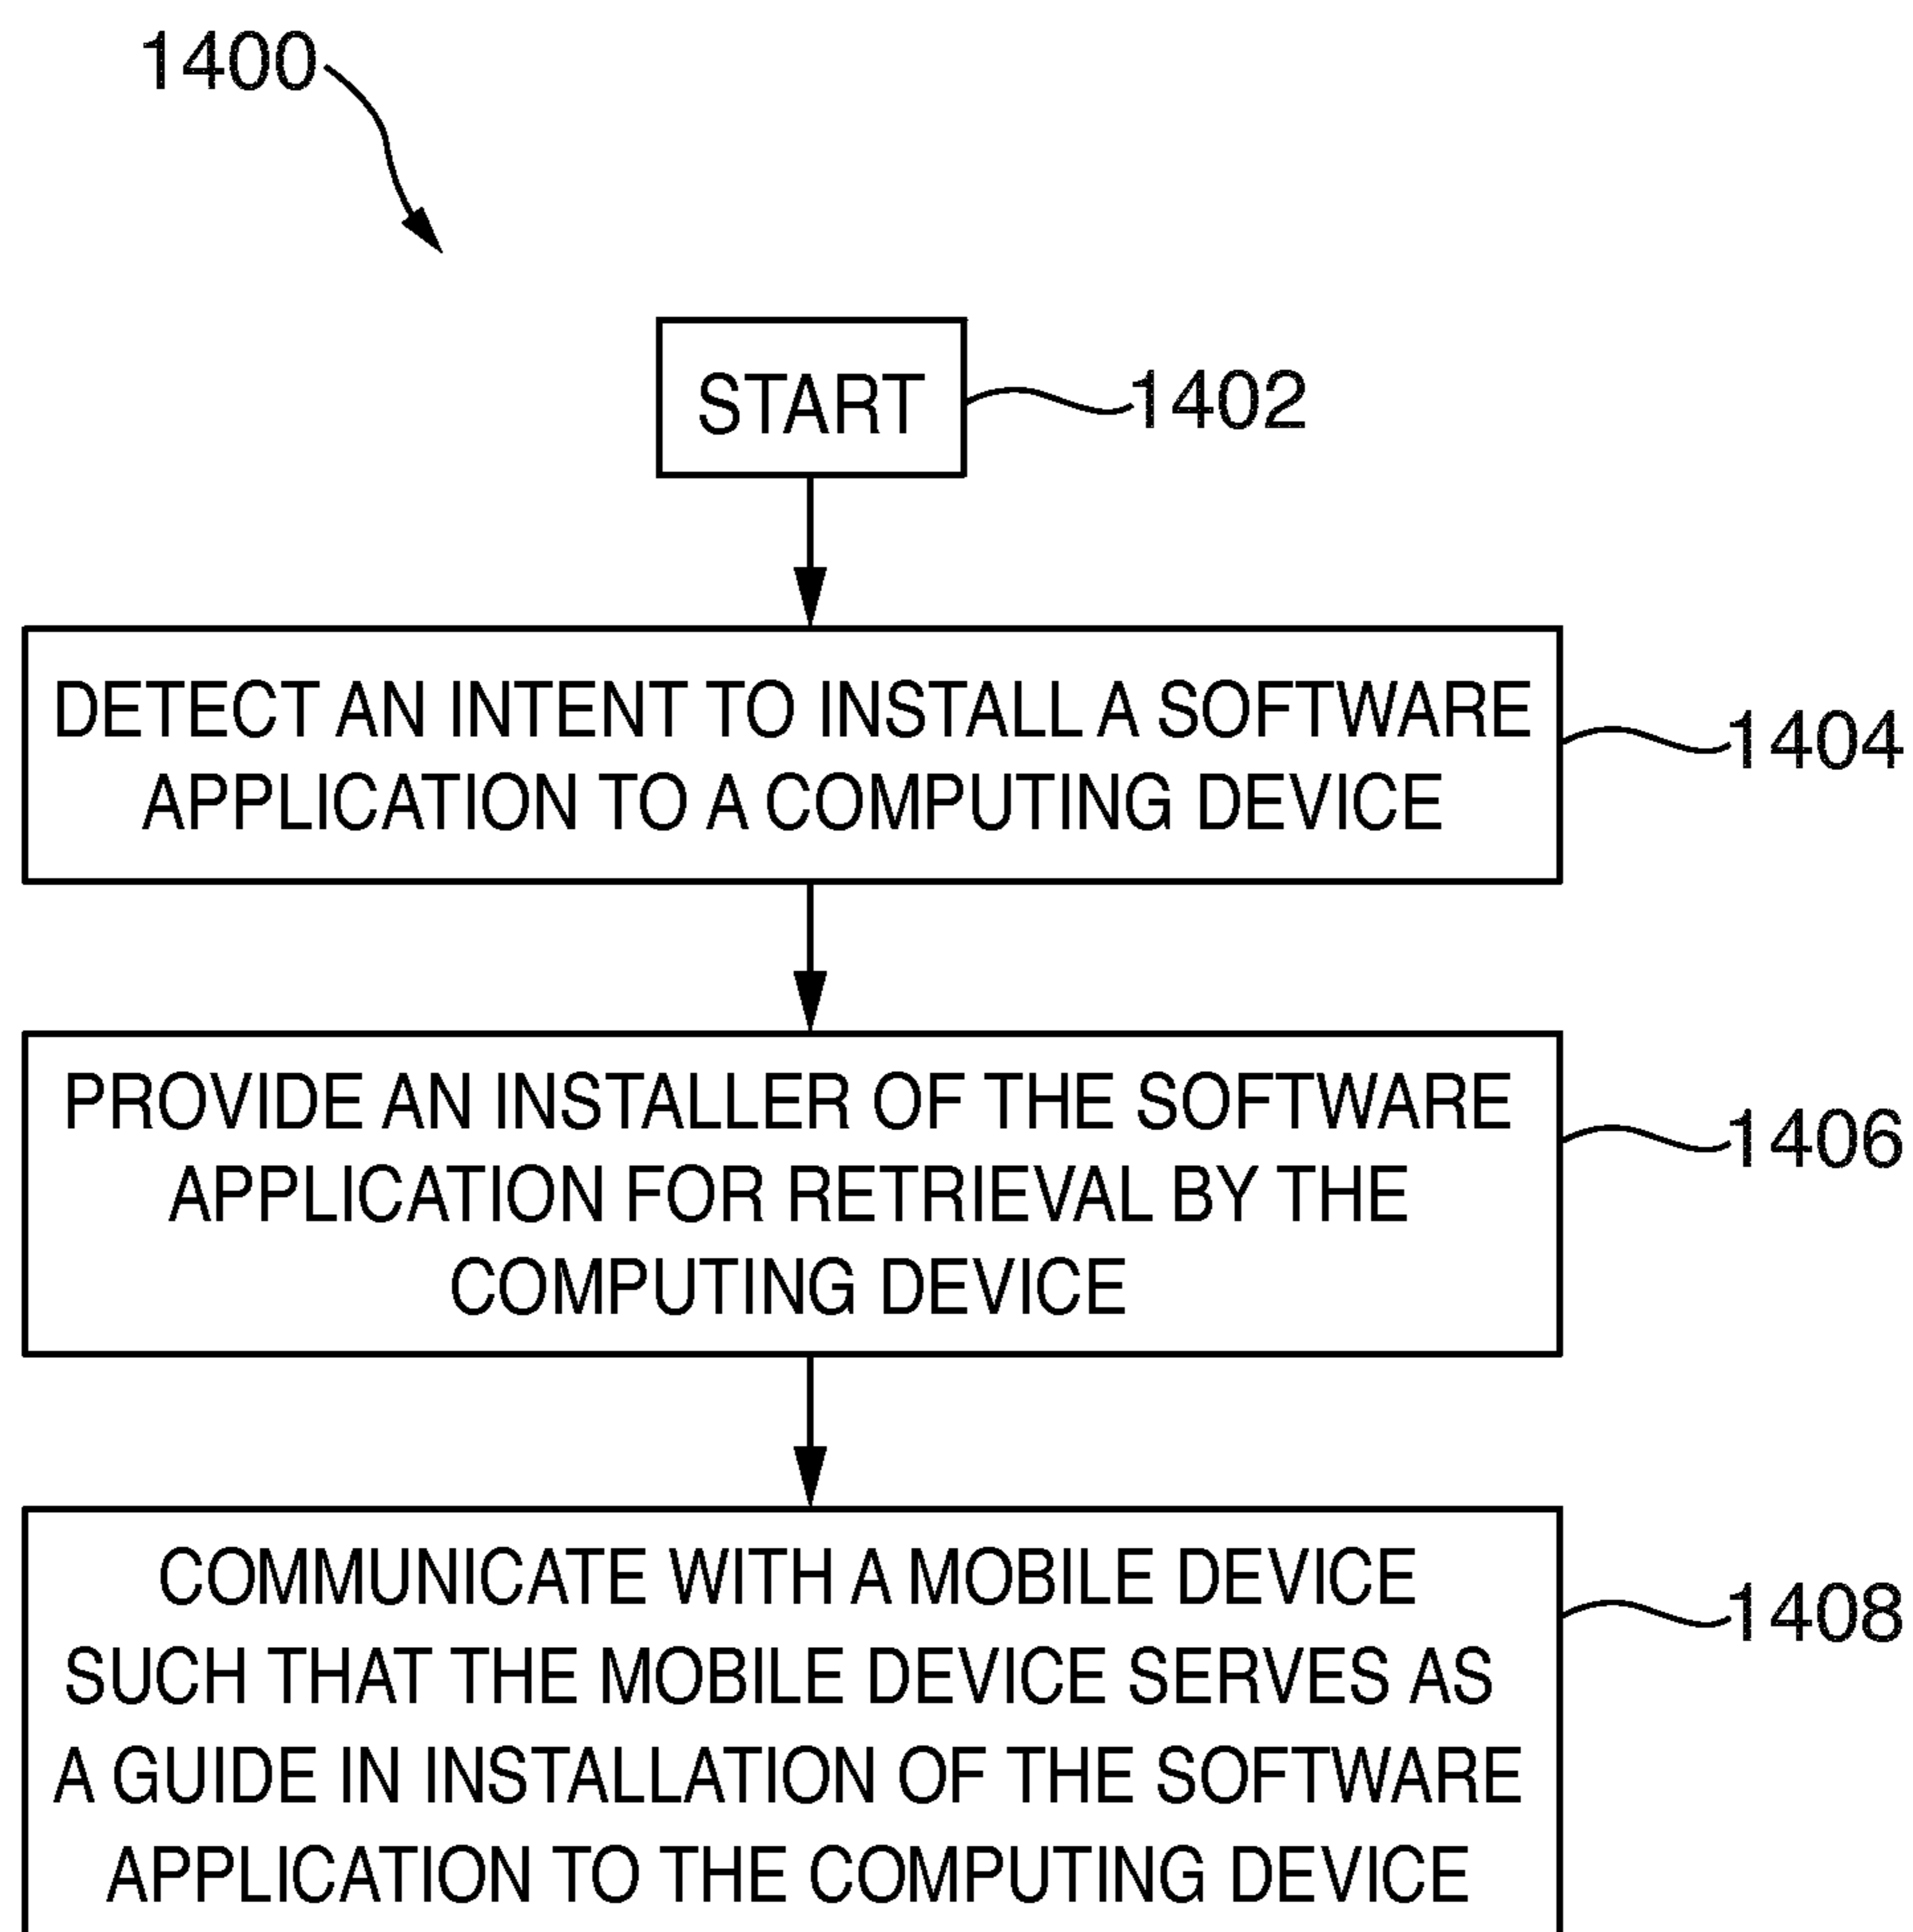 1400
START
1402
DETECT AN INTENT TO INSTALL A SOFTWARE
APPLICATION TO A COMPUTING DEVICE
1404
PROVIDE AN INSTALLER OF THE SOFTWARE
APPLICATION FOR RETRIEVAL BY THE
COMPUTING DEVICE
1406
COMMUNICATE WITH A MOBILE DEVICE
SUCH THAT THE MOBILE DEVICE SERVES AS
A GUIDE IN INSTALLATION OF THE SOFTWARE
APPLICATION TO THE COMPUTING DEVICE
1408